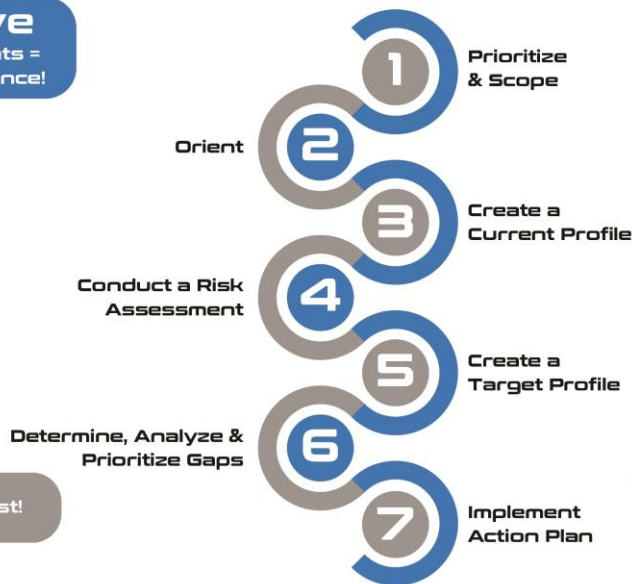 ve
ts =
nce!
1
Prioritize
& Scope
Orient
2
3
Create a
Current Profile
Conduct a Risk
Assessment
4
5
Create a
Target Profile
Determine, Analyze &
Prioritize Gaps
6
st!
7
Implement
Action Plan